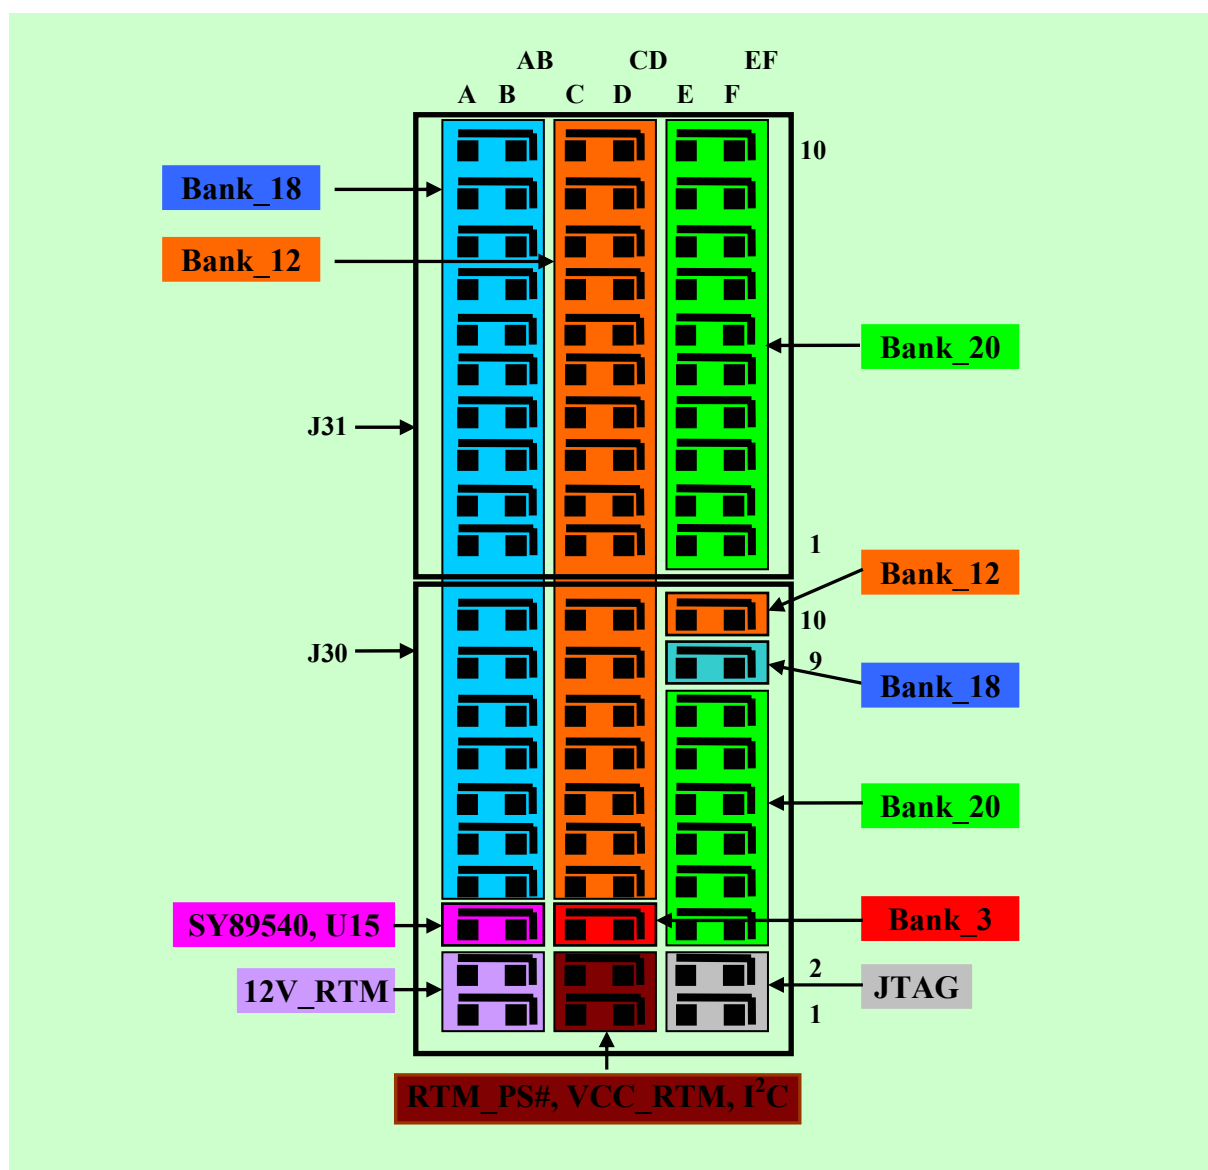 AB CD EF
A B C D E F
10
Bank_18
Bank_12
Bank_20
J31
1
Bank_12
10
J30
9
Bank_18
Bank_20
SY89540, U15
Bank_3
2
12V_RTM
JTAG
1
RTM_PS#, VCC_RTM, I²C